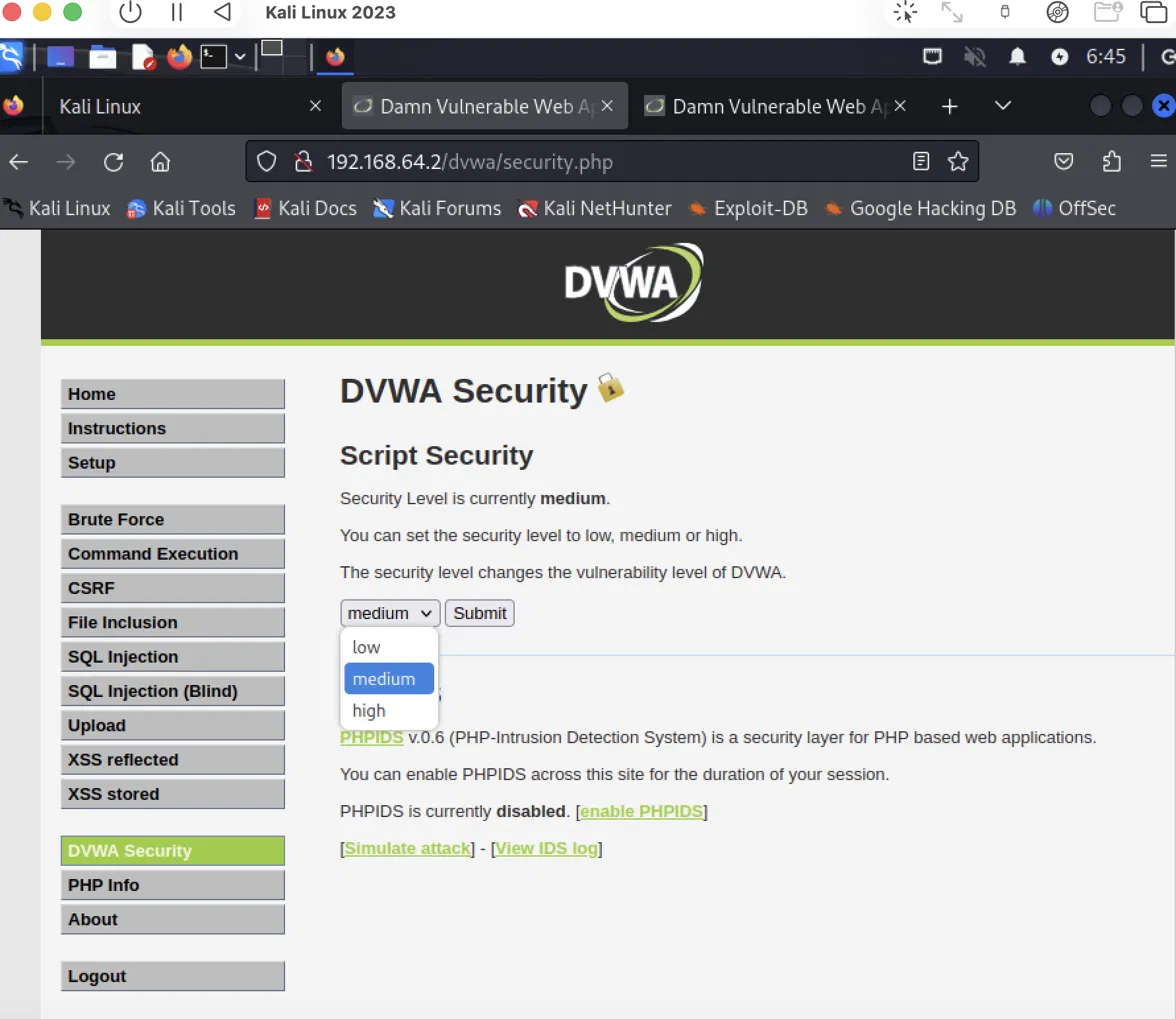 Kali Linux 2023
6:45
Kali Linux
Damn Vulnerable Web Ap
Damn Vulnerable Web Ap
192.168.64.2/dvwa/security.php
Kali Linux Kali Tools Kali Docs Kali Forums Kali NetHunter Exploit-DB Google Hacking DB OffSec
DVWA
Home
Instructions
Setup
Brute Force
Command Execution
CSRF
File Inclusion
SQL Injection
SQL Injection (Blind)
Upload
XSS reflected
XSS stored
DVWA Security
PHP Info
About
Logout
DVWA Security
Script Security
Security Level is currently medium.
You can set the security level to low, medium or high.
The security level changes the vulnerability level of DVWA.
medium Submit
low
medium
high
PHPIDS v.0.6 (PHP-Intrusion Detection System) is a security layer for PHP based web applications.
You can enable PHPIDS across this site for the duration of your session.
PHPIDS is currently disabled. [enable PHPIDS]
[Simulate attack] - [View IDS log]